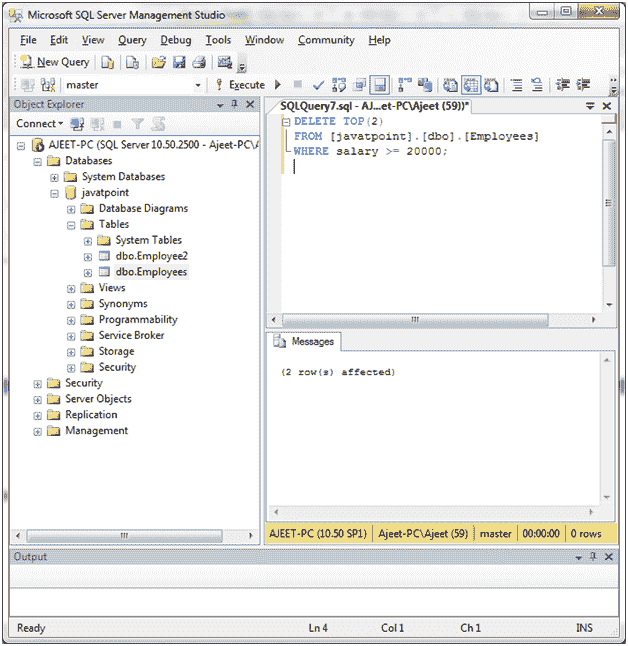 Microsoft SQL Server Management Studio
File Edit View Query Debug Tools Window Community Help
New Query
master Execute
Object Explorer
Connect
AJEET-PC (SQL Server 10.50.2500 - Ajeet-PC\A
Databases
System Databases
javatpoint
Database Diagrams
Tables
System Tables
dbo.Employee2
dbo.Employees
Views
Synonyms
Programmability
Service Broker
Storage
Security
Security
Server Objects
Replication
Management
SQLQuery7.sql - AJ...et-PC\Ajeet (59))*
DELETE TOP(2)
FROM [javatpoint].[dbo].[Employees]
WHERE salary >= 20000;
Messages
(2 row(s) affected)
AJEET-PC (10.50 SP1) Ajeet-PC\Ajeet (59) master 00:00:00 0 rows
Output
Ready Ln 4 Col 1 Ch 1 INS